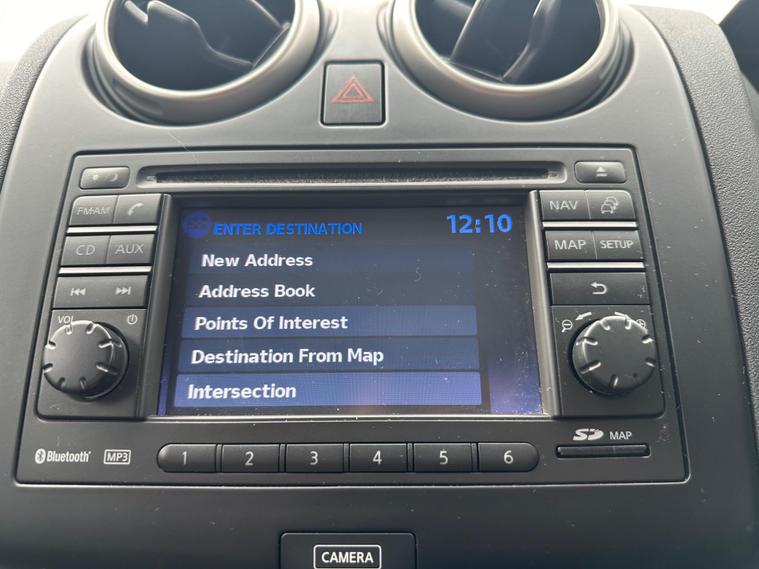 FM·AM
CD
AUX
VOL
ENTER DESTINATION
12:10
New Address
Address Book
Points Of Interest
Destination From Map
Intersection
NAV
MAP
SETUP
Bluetooth
MP3
1
2
3
4
5
6
SD
MAP
CAMERA